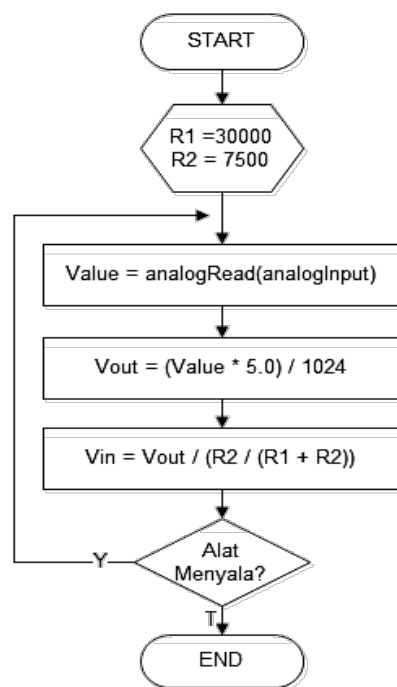 START
R1 =30000
R2 = 7500
Value = analogRead(analogInput)
Vout = (Value * 5.0) / 1024
Vin = Vout / (R2 / (R1 + R2))
Alat
Menyala?
Y
T
END